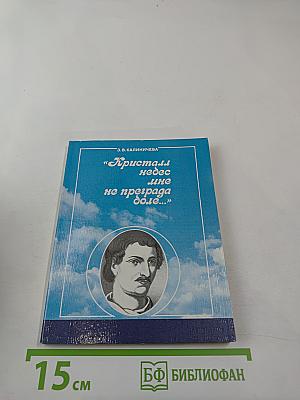 З. В. КАЛИНИЧЕВА
"Кристалл
небес
мне
не преграда
боле..."
15 см
БФ БИБЛИОФАН